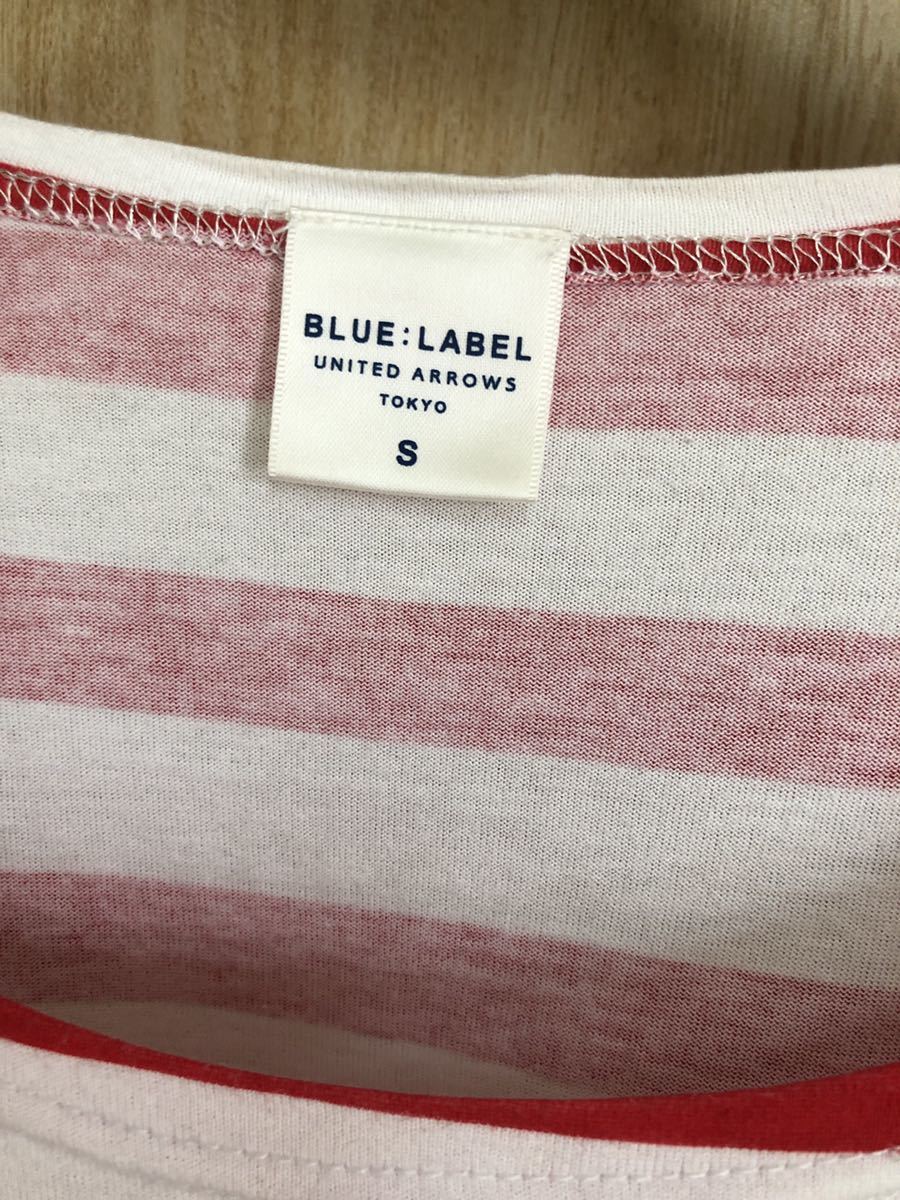 BLUE:LABEL
UNITED ARROWS
TOKYO
S